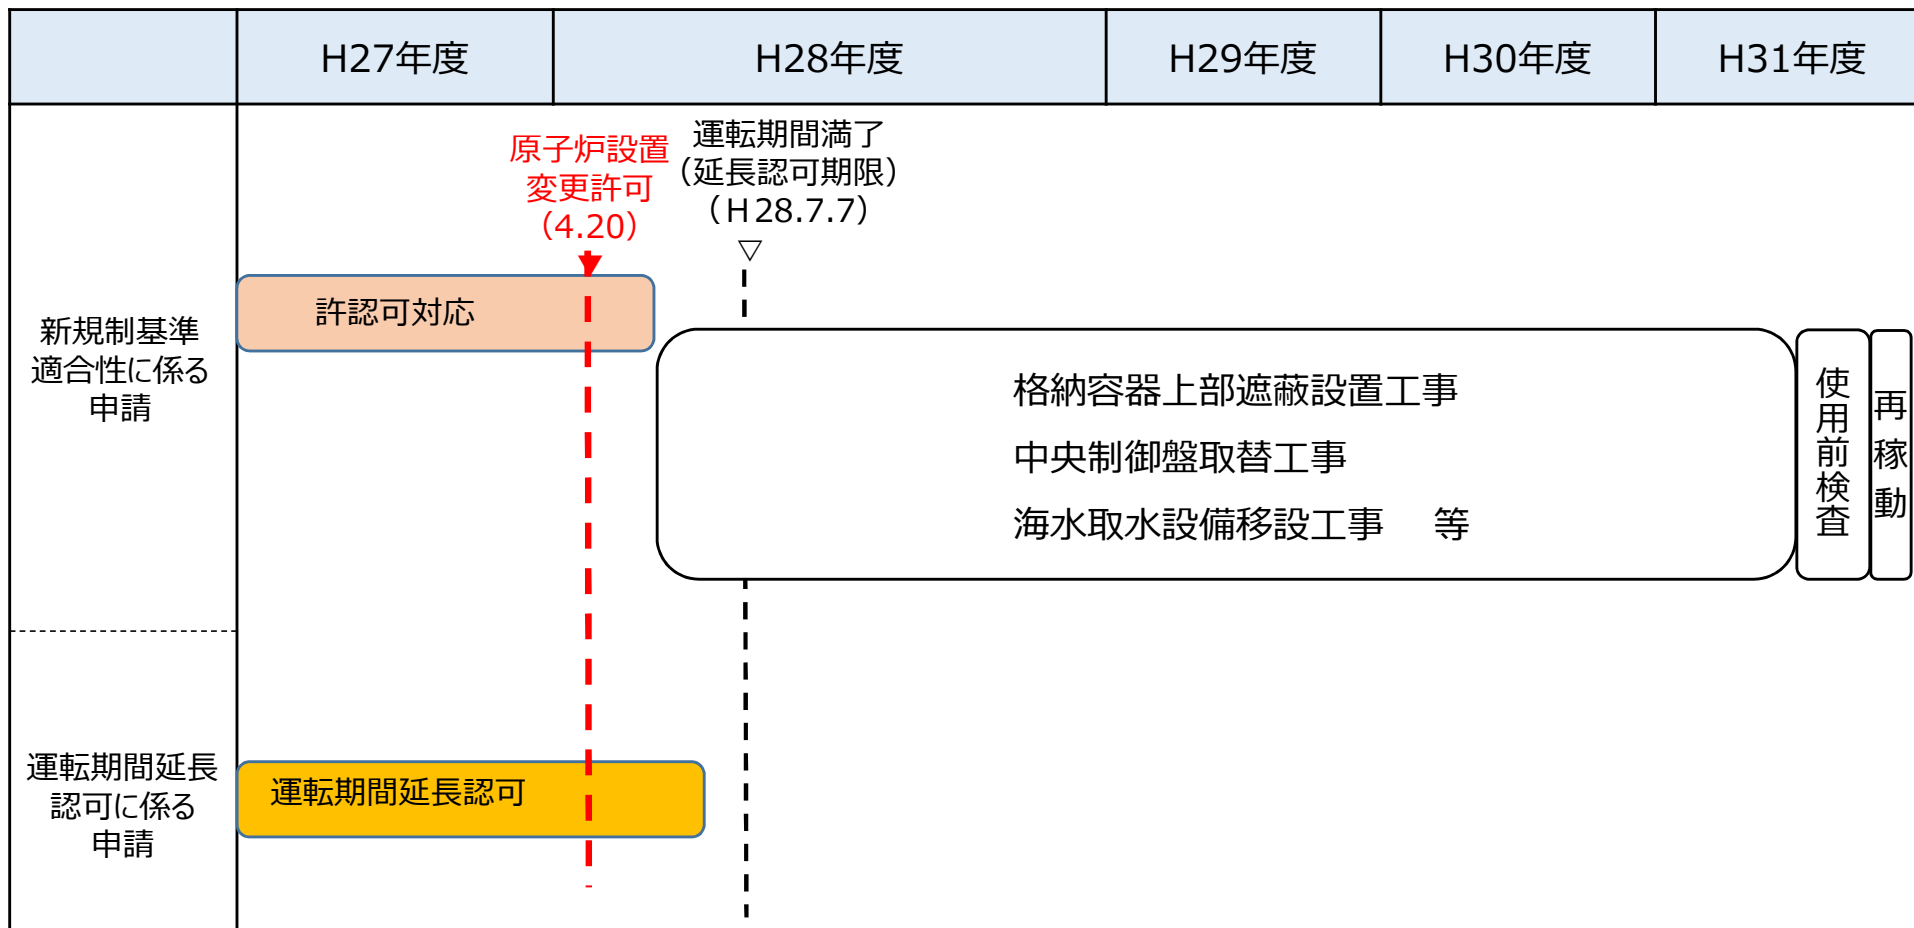 H27年度
H28年度
H29年度
H30年度
H31年度
新規制基準
適合性に係る
申請
原子炉設置
変更許可
（4.20）
運転期間満了
（延長認可期限）
（Ｈ28.7.7）
▽
許認可対応
格納容器上部遮蔽設置工事
中央制御盤取替工事
海水取水設備移設工事　等
使用前検査
再稼動
運転期間延長
認可に係る
申請
運転期間延長認可